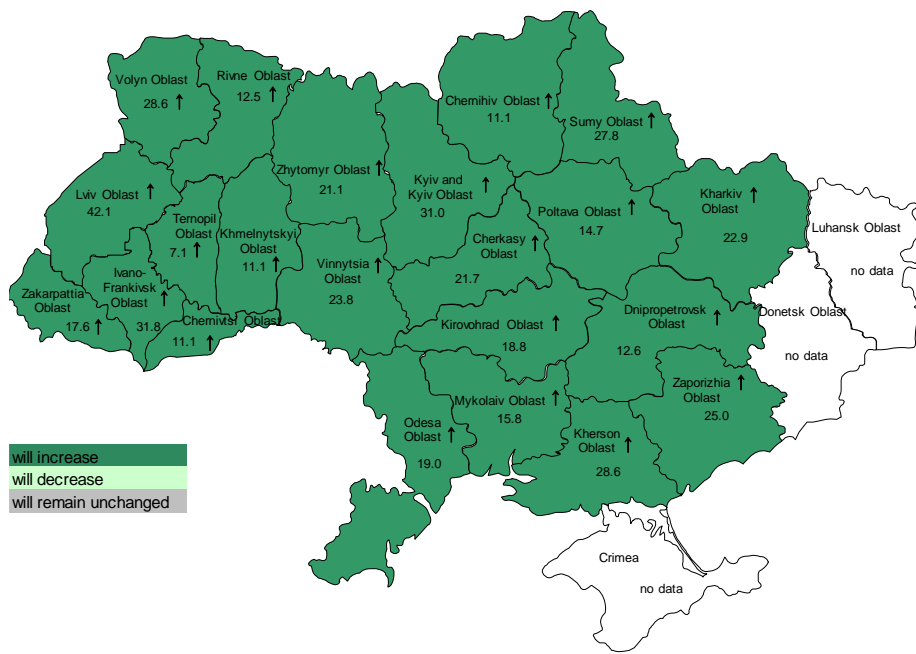 Volyn Oblast ↑
28.6
Rivne Oblast
12.5 ↑
Chernihiv Oblast ↑
11.1
Sumy Oblast ↑
27.8
Zhytomyr Oblast ↑
21.1
Kyiv and
Kyiv Oblast ↑
31.0
Lviv Oblast ↑
42.1
Ternopil
Oblast
7.1 ↑
Khmelnytskyi
Oblast
11.1 ↑
Poltava Oblast ↑
14.7
Kharkiv ↑
Oblast
22.9
Luhansk Oblast
no data
Cherkasy ↑
Oblast
21.7
Vinnytsia ↑
Oblast
23.8
Zakarpattia
Oblast
17.6 ↑
Ivano-
Frankivsk ↑
Oblast
31.8
Chernivtsi Oblast
11.1 ↑
Kirovohrad Oblast ↑
18.8
Dnipropetrovsk
Oblast ↑
12.6
Donetsk Oblast
no data
Zaporizhia ↑
Oblast
25.0
Mykolaiv Oblast ↑
15.8
Odesa
Oblast ↑
19.0
Kherson
Oblast ↑
28.6
will increase
will decrease
will remain unchanged
Crimea
no data